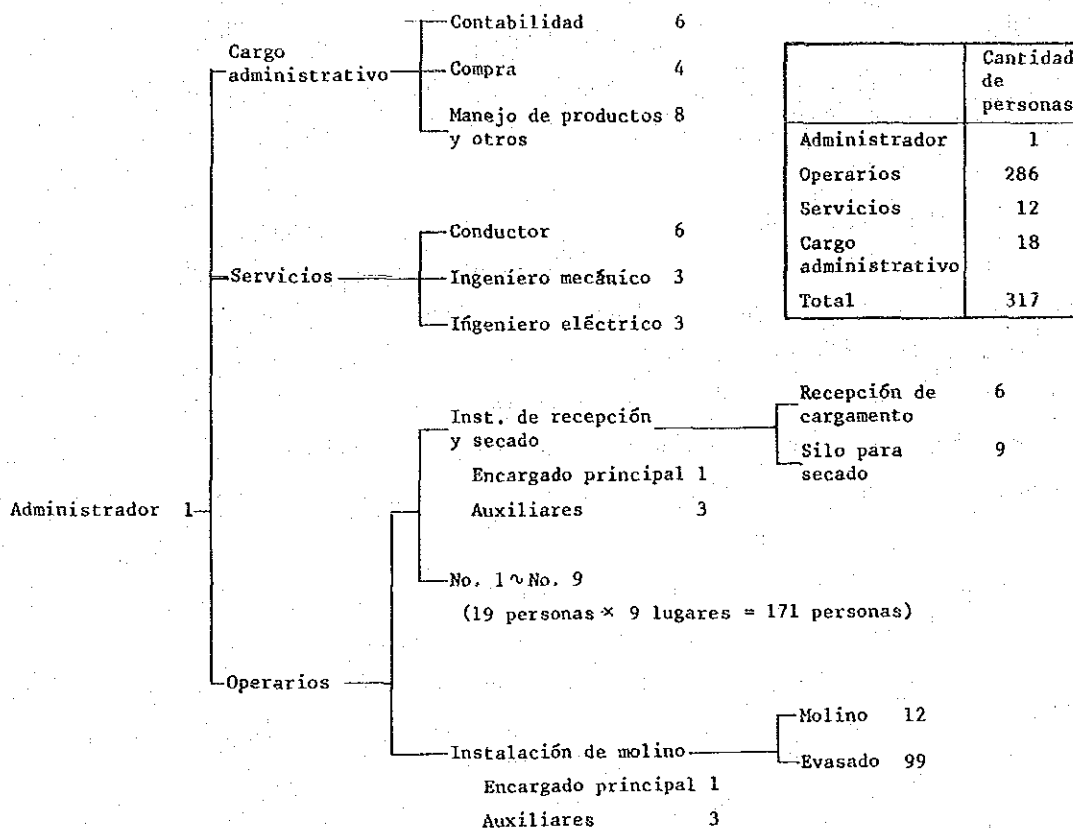 Contabilidad 6
Cargo
administrativo
Compra 4
Manejo de productos 8
y otros
Cantidad
de
personas
Administrador 1
Operarios 286
Servicios 12
Cargo 18
administrativo
Total 317
Conductor 6
Servicios
Ingeniero mecánico 3
Ingeniero eléctrico 3
Inst. de recepción
y secado
Encargado principal 1
Auxiliares 3
Recepción de 6
cargamento
Silo para 9
secado
Administrador 1
No. 1 ~ No. 9
(19 personas × 9 lugares = 171 personas)
Operarios
Instalación de molino
Encargado principal 1
Auxiliares 3
Molino 12
Evasado 99